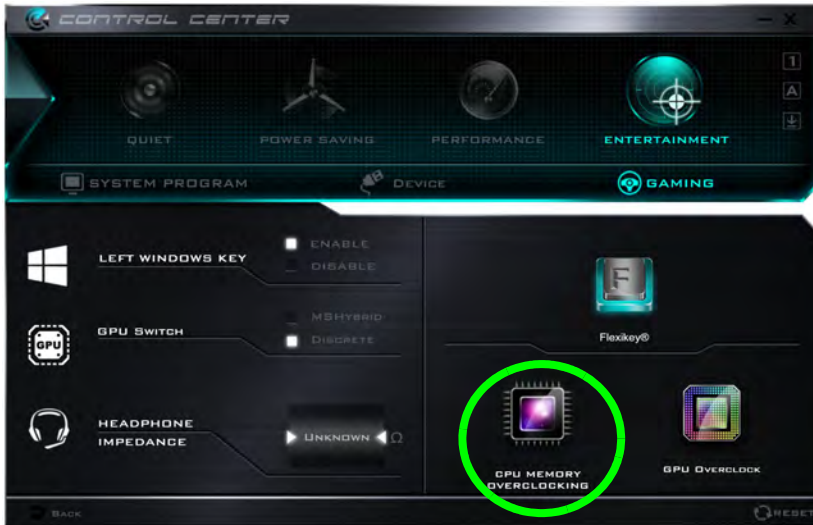 CONTROL CENTER
1
A
QUIET
POWER SAVING
PERFORMANCE
ENTERTAINMENT
SYSTEM PROGRAM
DEVICE
GAMING
LEFT WINDOWS KEY
ENABLE
DISABLE
GPU
GPU SWITCH
MSHYBRID
DISCRETE
HEADPHONE
IMPEDANCE
UNKNOWN Ω
F
Flexikey®
CPU MEMORY
OVERCLOCKING
GPU OVERCLOCK
BACK
RESET